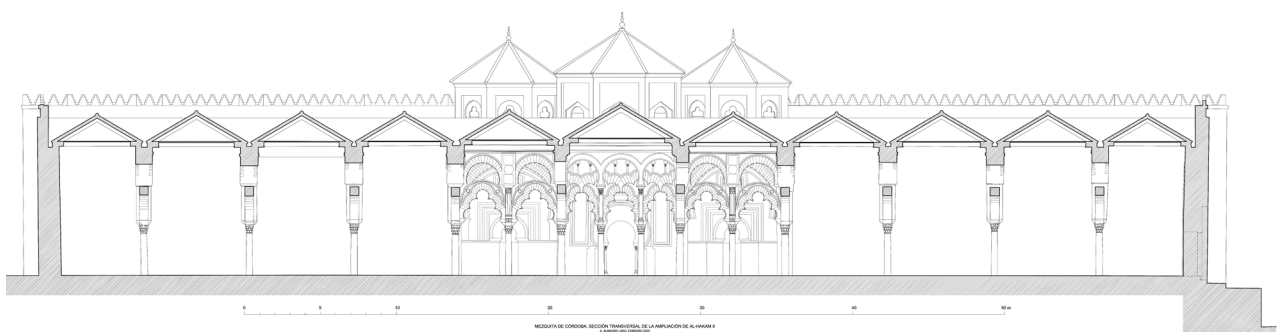 0 5 10 20 30 40 50 m
MEZQUITA DE CÓRDOBA. SECCIÓN TRANSVERSAL DE LA AMPLIACIÓN DE AL-HAKAM II